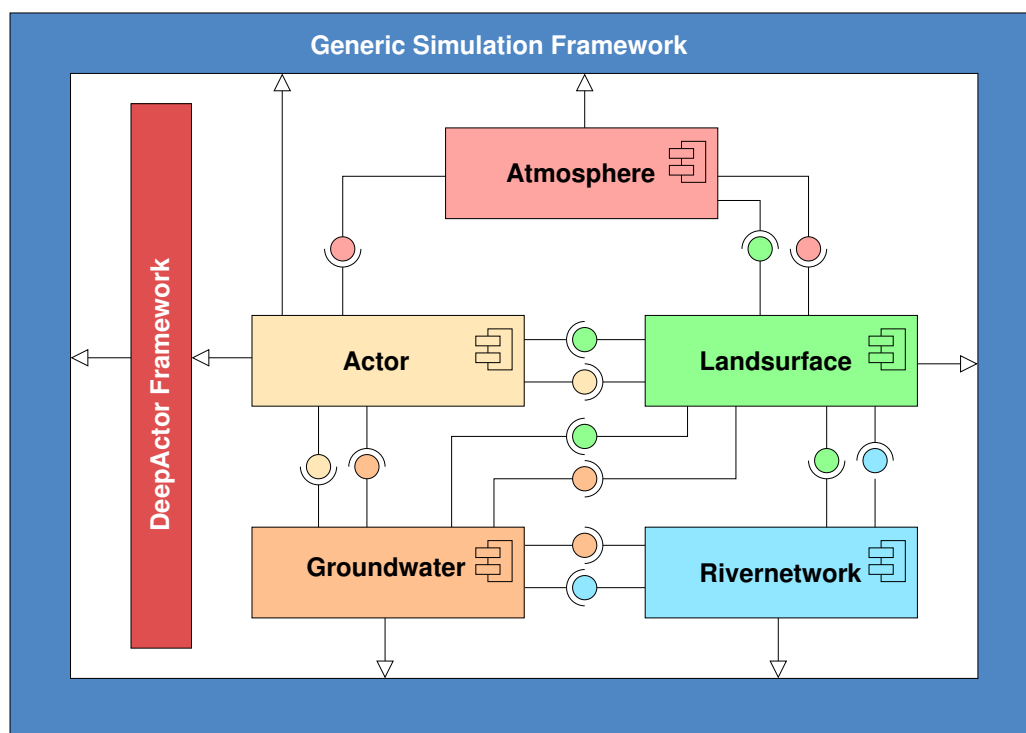 Generic Simulation Framework
Atmosphere
DeepActor Framework
Actor
Landsurface
Groundwater
Rivernetwork